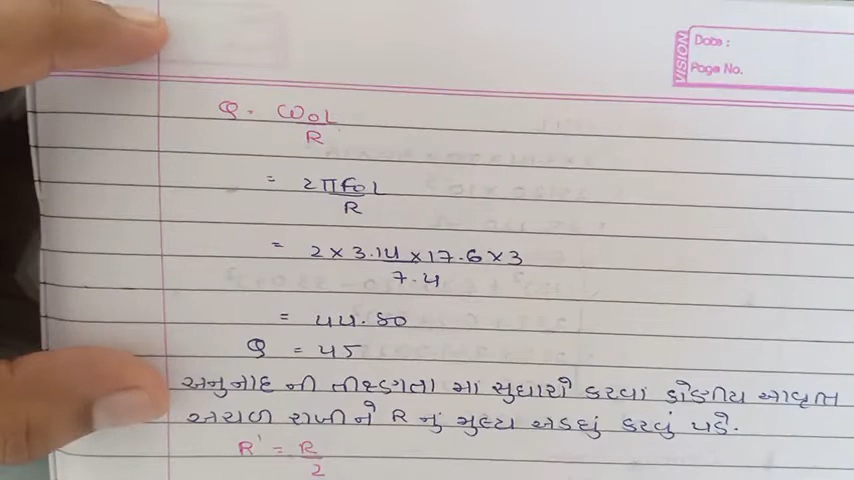 VISION
Date :
Page No.
Q. ω₀L
R
= 2πf₀L
R
= 2 × 3.14 × 17.6 × 3
7.4
= 44.80
Q = 45
અનુનાદ ની તીક્ષ્ણતા માં સુધારો કરવા કોણીય આવૃત્ત
અચળ રાખીને R નું મુલ્ય અડધું કરવું પડે.
R' = R
2